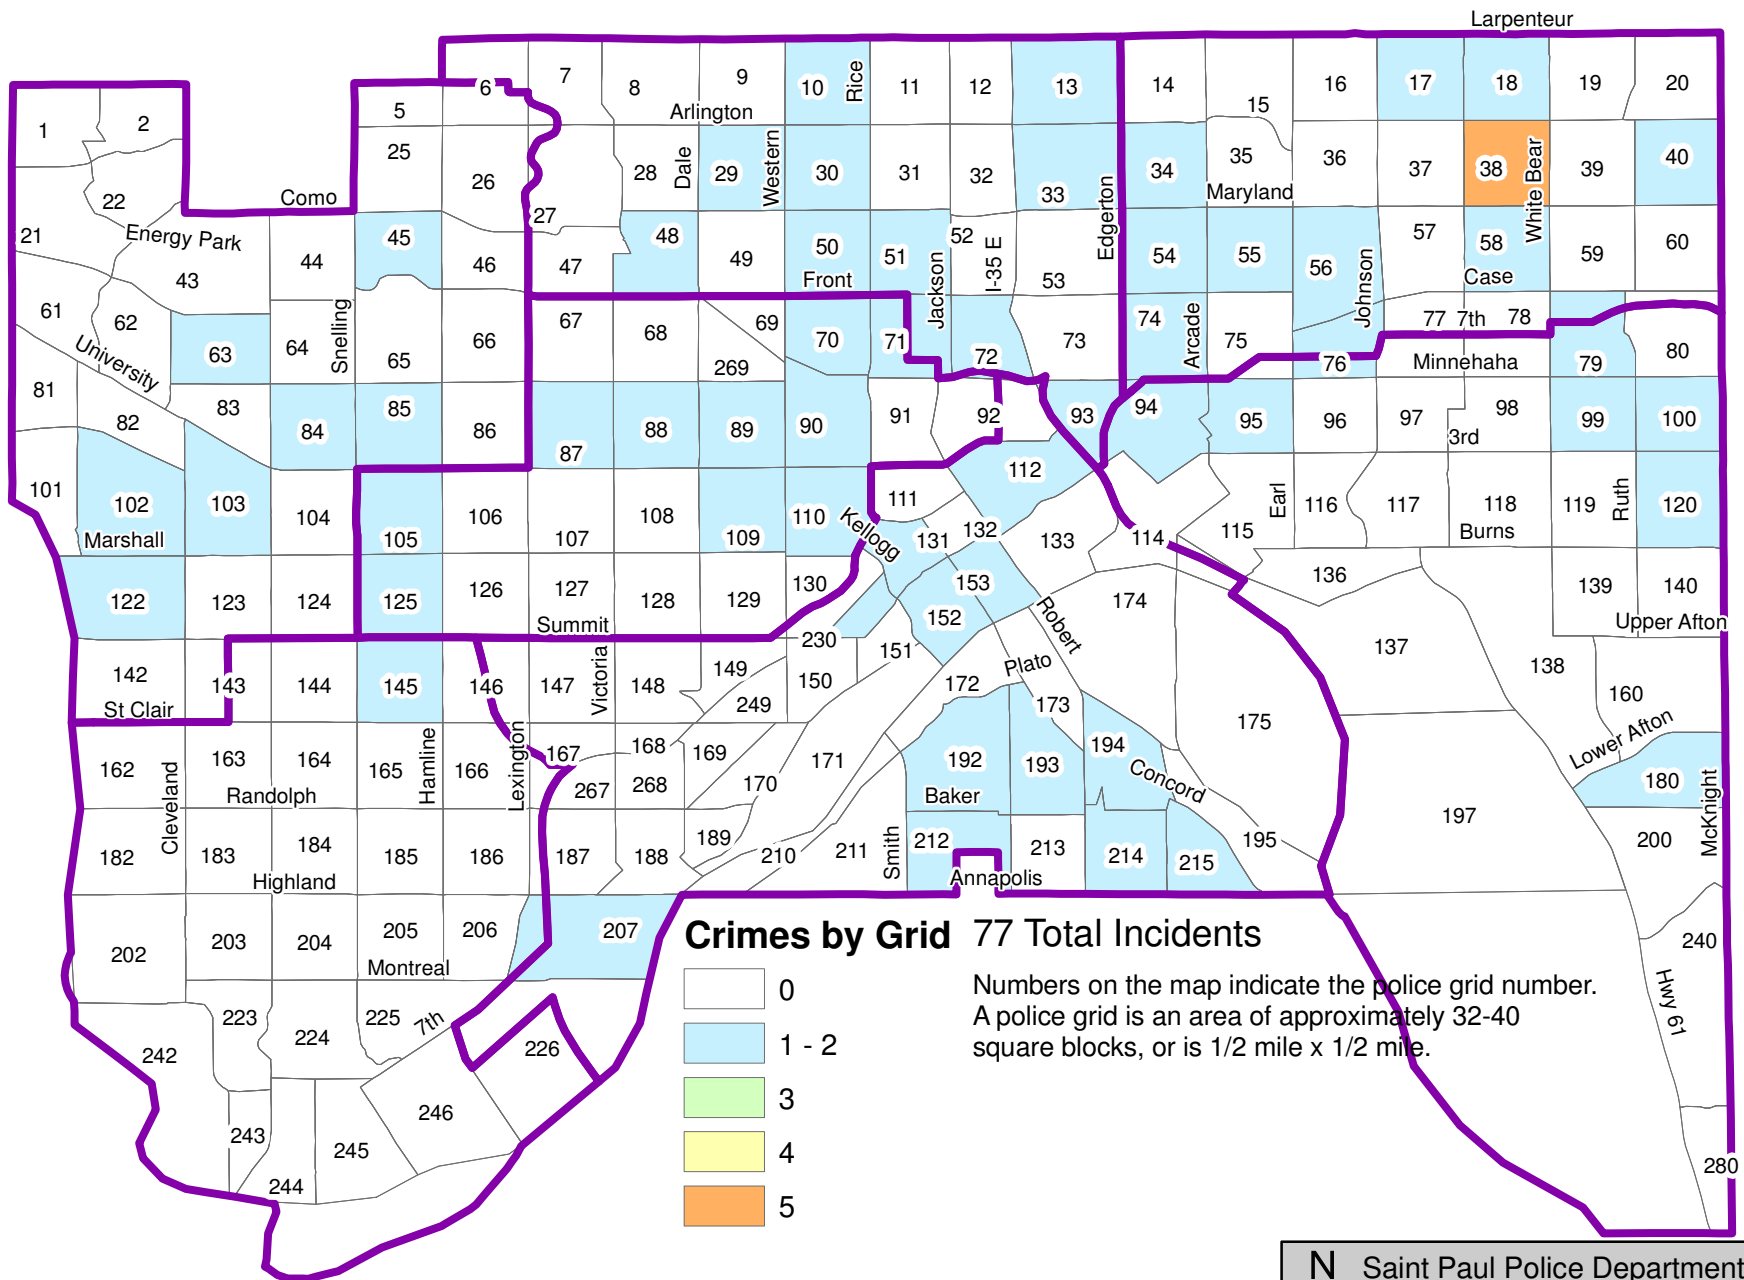 Larpenteur
6 7 8 9 10 Rice 11 12 13 14 15 16 17 18 19 20
1 2 5 Arlington
25 26 28 Dale 29 Western 30 31 32 33 34 35 36 37 38 White Bear 39 40
22 Como 27 Edgerton Maryland
21 Energy Park 44 45 46 47 48 49 50 51 52 I-35 E 53 54 55 56 57 58 59 60
43 Front Jackson Johnson Case
61 62 63 64 Snelling 65 66 67 68 69 70 71 72 73 74 Arcade 75 76 77 7th 78 79 80
University 269 Minnehaha
81 82 83 84 85 86 87 88 89 90 91 92 93 94 95 96 97 98 99 100
3rd
101 102 103 104 105 106 107 108 109 110 111 112 Earl 116 117 118 119 Ruth 120
Marshall Kellogg 131 132 133 114 115 Burns
122 123 124 125 126 127 128 129 130 153 152 174 136 139 140
Summit 230 Robert Upper Afton
142 143 144 145 146 147 Victoria 148 149 150 151 172 Plato 173 137 138 160
St Clair 249 175
162 Cleveland 163 164 165 Hamline 166 Lexington 167 168 169 171 192 193 194 Lower Afton
Randolph 267 268 170 Baker Concord 180 McKnight
182 183 184 185 186 187 188 189 210 211 Smith 212 213 214 215 195 197 200
Highland Annapolis
202 203 204 205 206 207 240
Montreal
223 224 225 7th Hwy 61
242 226
243 244 245 246 280
Crimes by Grid
0
1 - 2
3
4
5
77 Total Incidents
Numbers on the map indicate the police grid number.
A police grid is an area of approximately 32-40
square blocks, or is 1/2 mile x 1/2 mile.
N Saint Paul Police Department